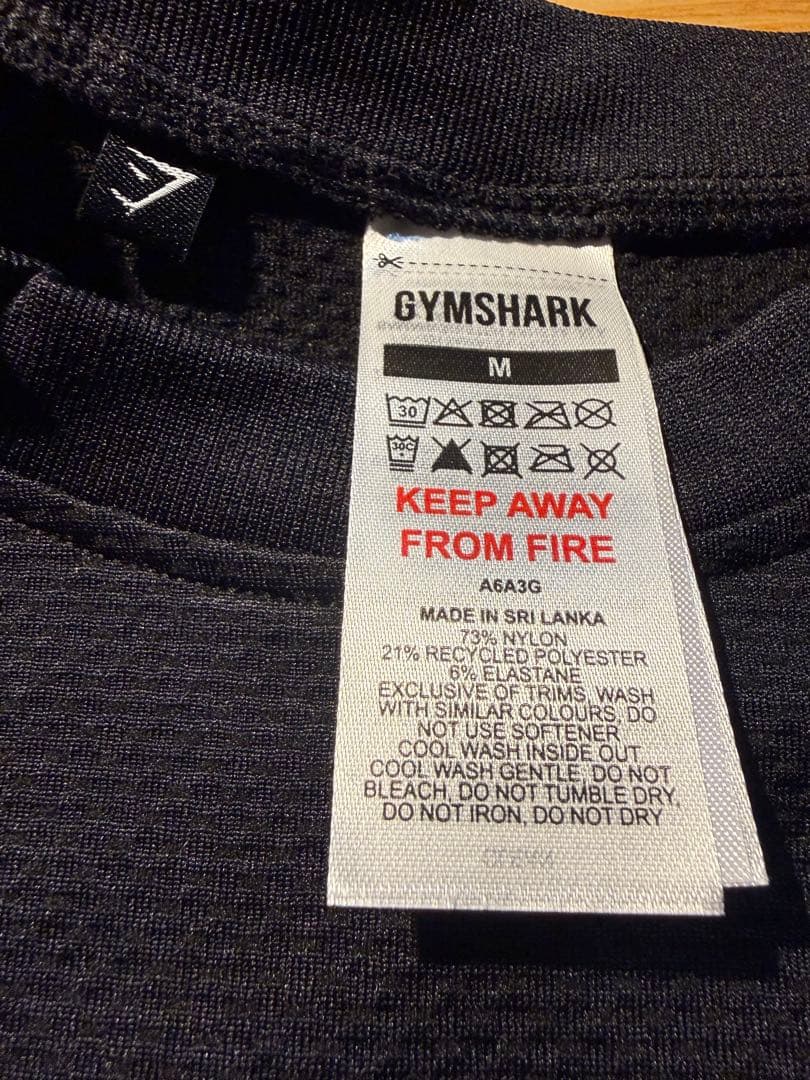 GYMSHARK
M
30
30C
KEEP AWAY
FROM FIRE
A6A3G
MADE IN SRI LANKA
73% NYLON
21% RECYCLED POLYESTER
6% ELASTANE
EXCLUSIVE OF TRIMS, WASH
WITH SIMILAR COLOURS, DO
NOT USE SOFTENER
COOL WASH INSIDE OUT
COOL WASH GENTLE, DO NOT
BLEACH, DO NOT TUMBLE DRY,
DO NOT IRON, DO NOT DRY